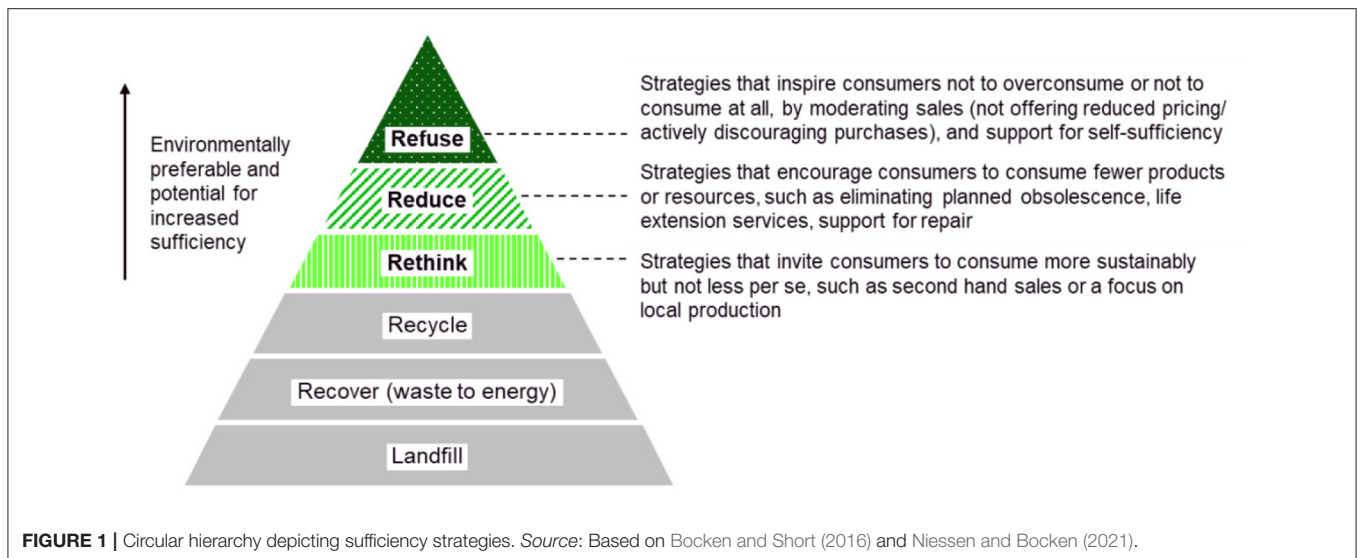 Environmentally
preferable and
potential for
increased
sufficiency
Refuse
Strategies that inspire consumers not to overconsume or not to
consume at all, by moderating sales (not offering reduced pricing/
actively discouraging purchases), and support for self-sufficiency
Reduce
Strategies that encourage consumers to consume fewer products
or resources, such as eliminating planned obsolescence, life
extension services, support for repair
Rethink
Strategies that invite consumers to consume more sustainably
but not less per se, such as second hand sales or a focus on
local production
Recycle
Recover (waste to energy)
Landfill
FIGURE 1 | Circular hierarchy depicting sufficiency strategies. Source: Based on Bocken and Short (2016) and Niessen and Bocken (2021).